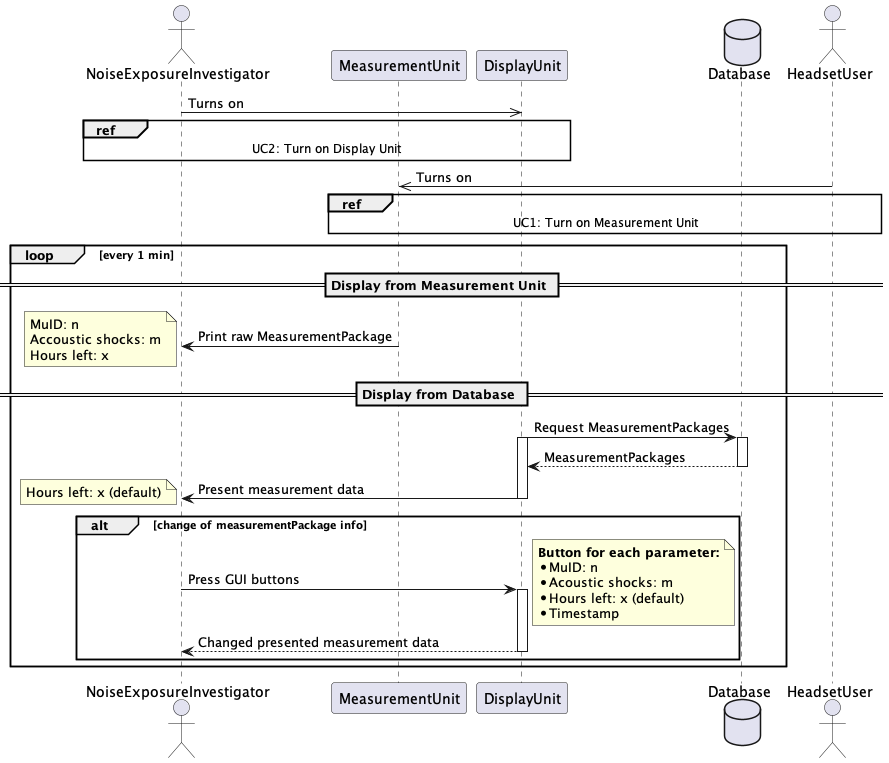 NoiseExposureInvestigator
MeasurementUnit
DisplayUnit
Database
HeadsetUser
Turns on
ref
UC2: Turn on Display Unit
Turns on
ref
UC1: Turn on Measurement Unit
loop [every 1 min]
Display from Measurement Unit
MuID: n
Accoustic shocks: m
Hours left: x
Print raw MeasurementPackage
Display from Database
Request MeasurementPackages
MeasurementPackages
Hours left: x (default)
Present measurement data
alt [change of measurementPackage info]
Button for each parameter:
•MuID: n
•Acoustic shocks: m
•Hours left: x (default)
•Timestamp
Press GUI buttons
Changed presented measurement data
NoiseExposureInvestigator
MeasurementUnit
DisplayUnit
Database
HeadsetUser